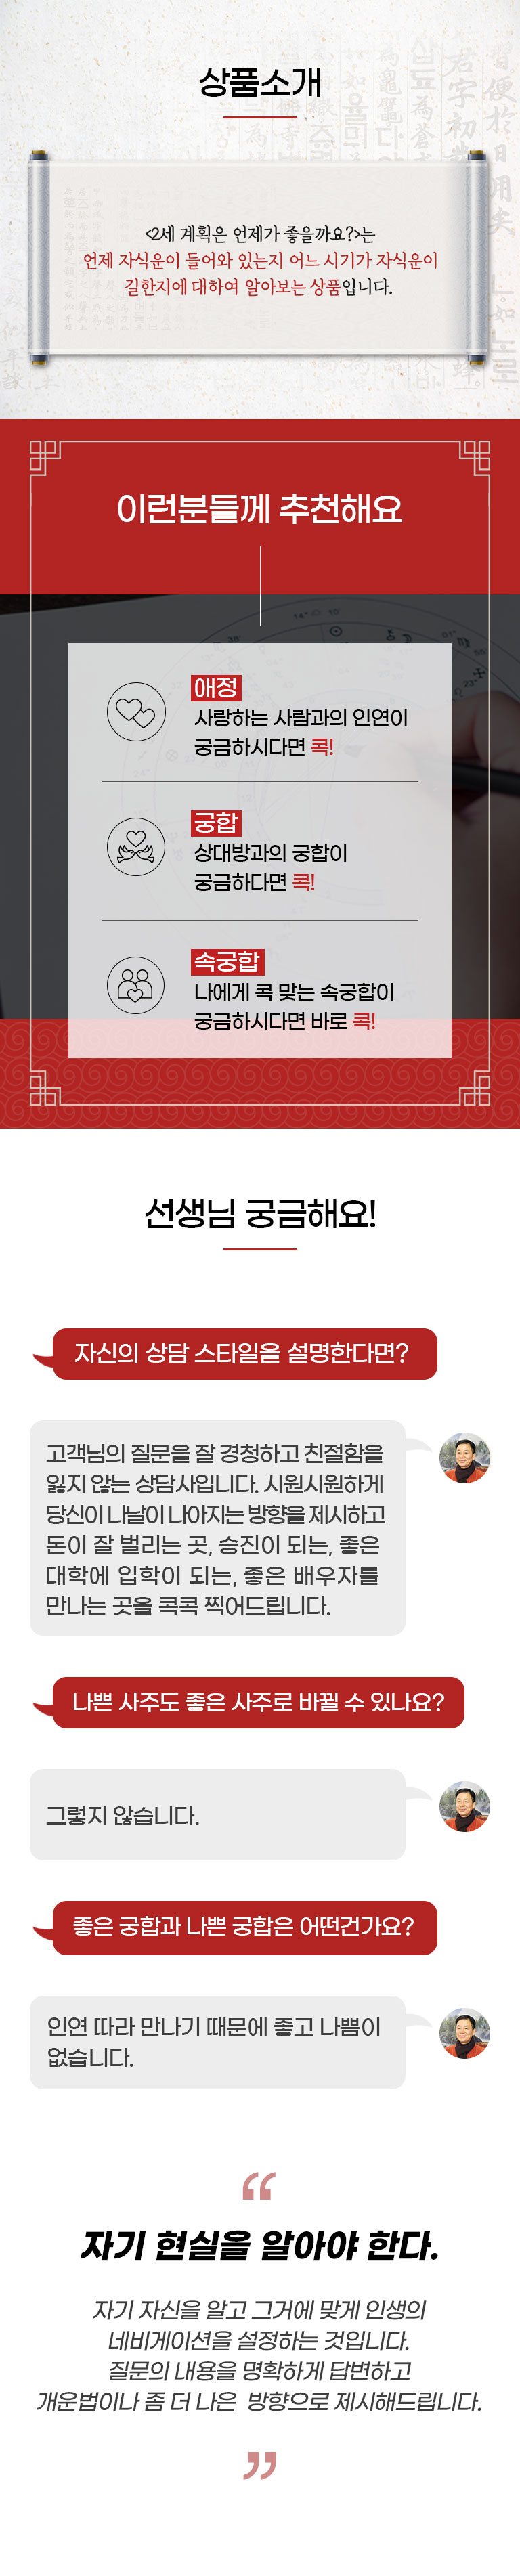 상품소개
<2세 계획은 언제가 좋을까요?>는
언제 자식운이 들어와 있는지 어느 시기가 자식운이
길한지에 대하여 알아보는 상품입니다.
이런분들께 추천해요
애정
사랑하는 사람과의 인연이
궁금하시다면 콕!
궁합
상대방과의 궁합이
궁금하다면 콕!
속궁합
나에게 콕 맞는 속궁합이
궁금하시다면 바로 콕!
선생님 궁금해요!
자신의 상담 스타일을 설명한다면?
고객님의 질문을 잘 경청하고 친절함을
잃지 않는 상담사입니다. 시원시원하게
당신이 나날이 나아지는 방향을 제시하고
돈이 잘 벌리는 곳, 승진이 되는, 좋은
대학에 입학이 되는, 좋은 배우자를
만나는 곳을 콕콕 찍어드립니다.
나쁜 사주도 좋은 사주로 바뀔 수 있나요?
그렇지 않습니다.
좋은 궁합과 나쁜 궁합은 어떤건가요?
인연 따라 만나기 때문에 좋고 나쁨이
없습니다.
“
자기 현실을 알아야 한다.
자기 자신을 알고 그거에 맞게 인생의
네비게이션을 설정하는 것입니다.
질문의 내용을 명확하게 답변하고
개운법이나 좀 더 나은 방향으로 제시해드립니다.
”